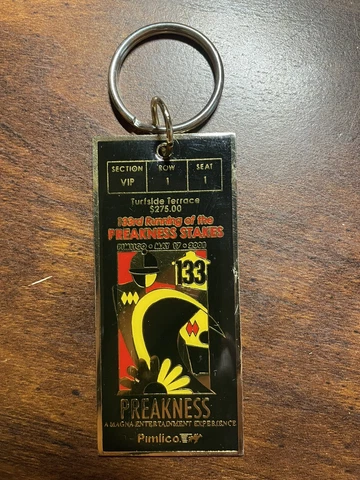 SECTION ROW SEAT
VIP 1 1
Turfside Terrace
$275.00
133rd Running of the
PREAKNESS STAKES
PIMLICO • MAY 17 • 2008
133
PREAKNESS
A MAGNA ENTERTAINMENT EXPERIENCE
Pimlico